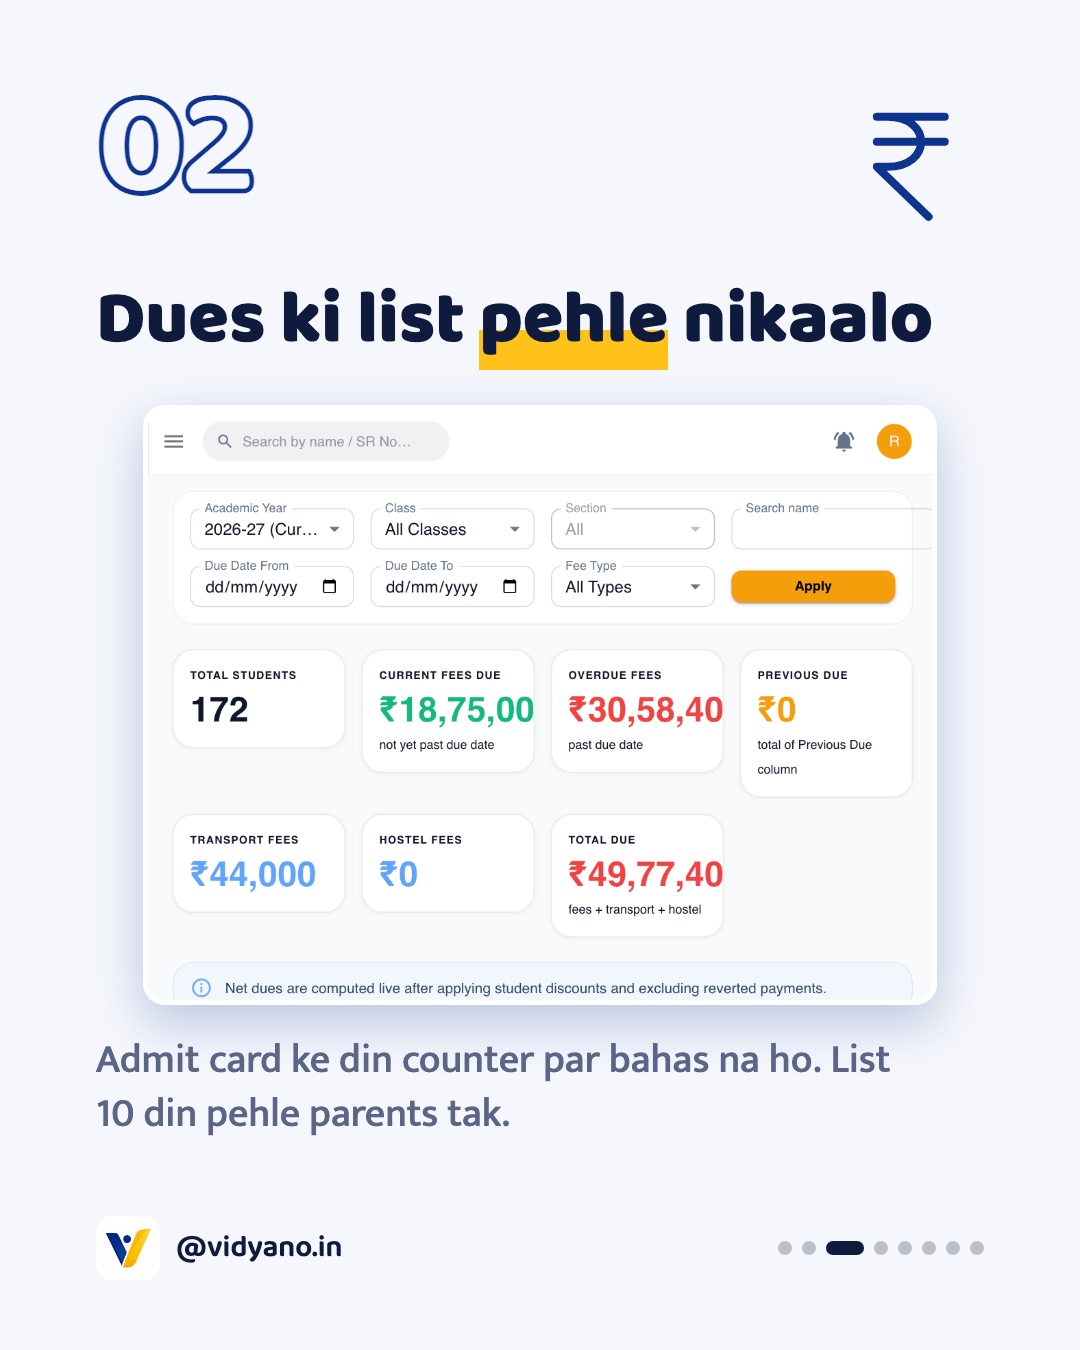 02
₹
Dues ki list pehle nikaalo
Search by name / SR No...
R
Academic Year
2026-27 (Cur...
Class
All Classes
Section
All
Search name
Due Date From
dd/mm/yyyy
Due Date To
dd/mm/yyyy
Fee Type
All Types
Apply
TOTAL STUDENTS
172
CURRENT FEES DUE
₹18,75,00
not yet past due date
OVERDUE FEES
₹30,58,40
past due date
PREVIOUS DUE
₹0
total of Previous Due
column
TRANSPORT FEES
₹44,000
HOSTEL FEES
₹0
TOTAL DUE
₹49,77,40
fees + transport + hostel
Net dues are computed live after applying student discounts and excluding reverted payments.
Admit card ke din counter par bahas na ho. List
10 din pehle parents tak.
@vidyano.in